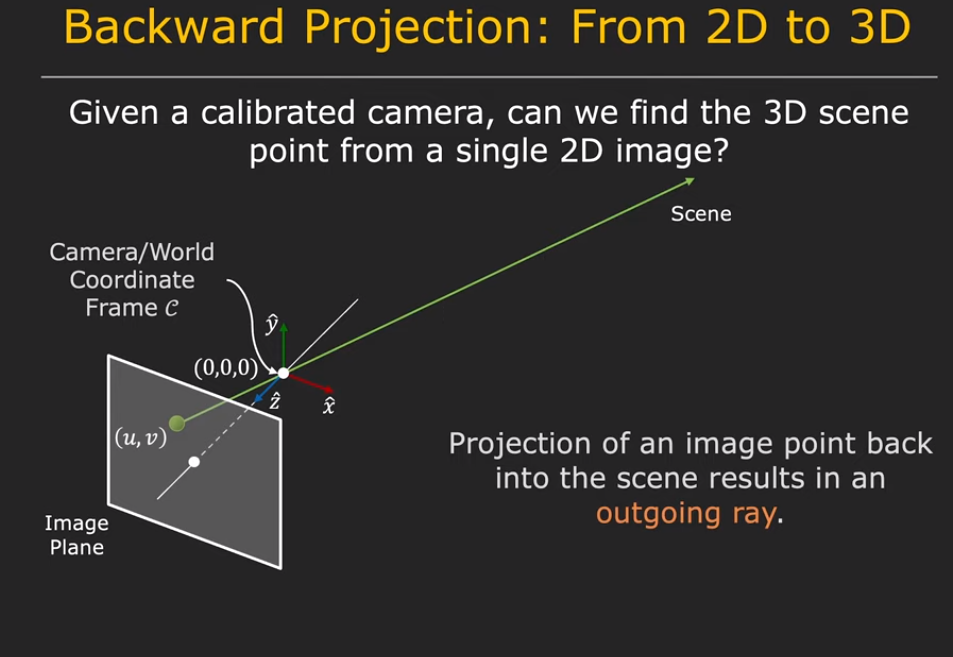 Backward Projection: From 2D to 3D
Given a calibrated camera, can we find the 3D scene
point from a single 2D image?
Scene
Camera/World
Coordinate
Frame 𝒞
ŷ
(0,0,0)
ẑ
x̂
(u, v)
Projection of an image point back
into the scene results in an
outgoing ray.
Image
Plane